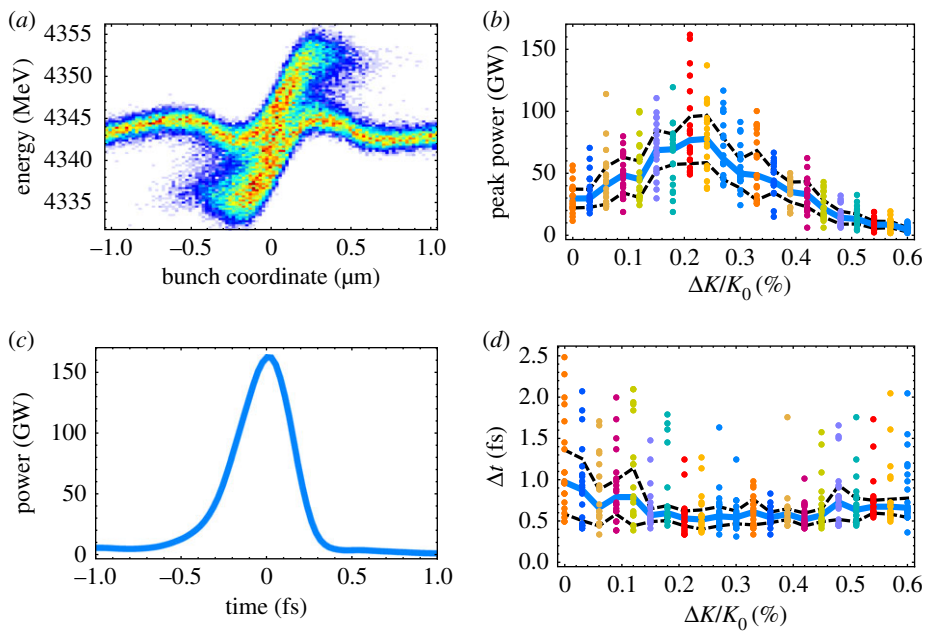 (a)
4355
4350
4345
4340
4335
energy (MeV)
−1.0 −0.5 0 0.5 1.0
bunch coordinate (μm)
(b)
150
100
50
0
peak power (GW)
0 0.1 0.2 0.3 0.4 0.5 0.6
ΔK/K0 (%)
(c)
150
100
50
0
power (GW)
−1.0 −0.5 0 0.5 1.0
time (fs)
(d)
2.5
2.0
1.5
1.0
0.5
0.0
Δt (fs)
0 0.1 0.2 0.3 0.4 0.5 0.6
ΔK/K0 (%)